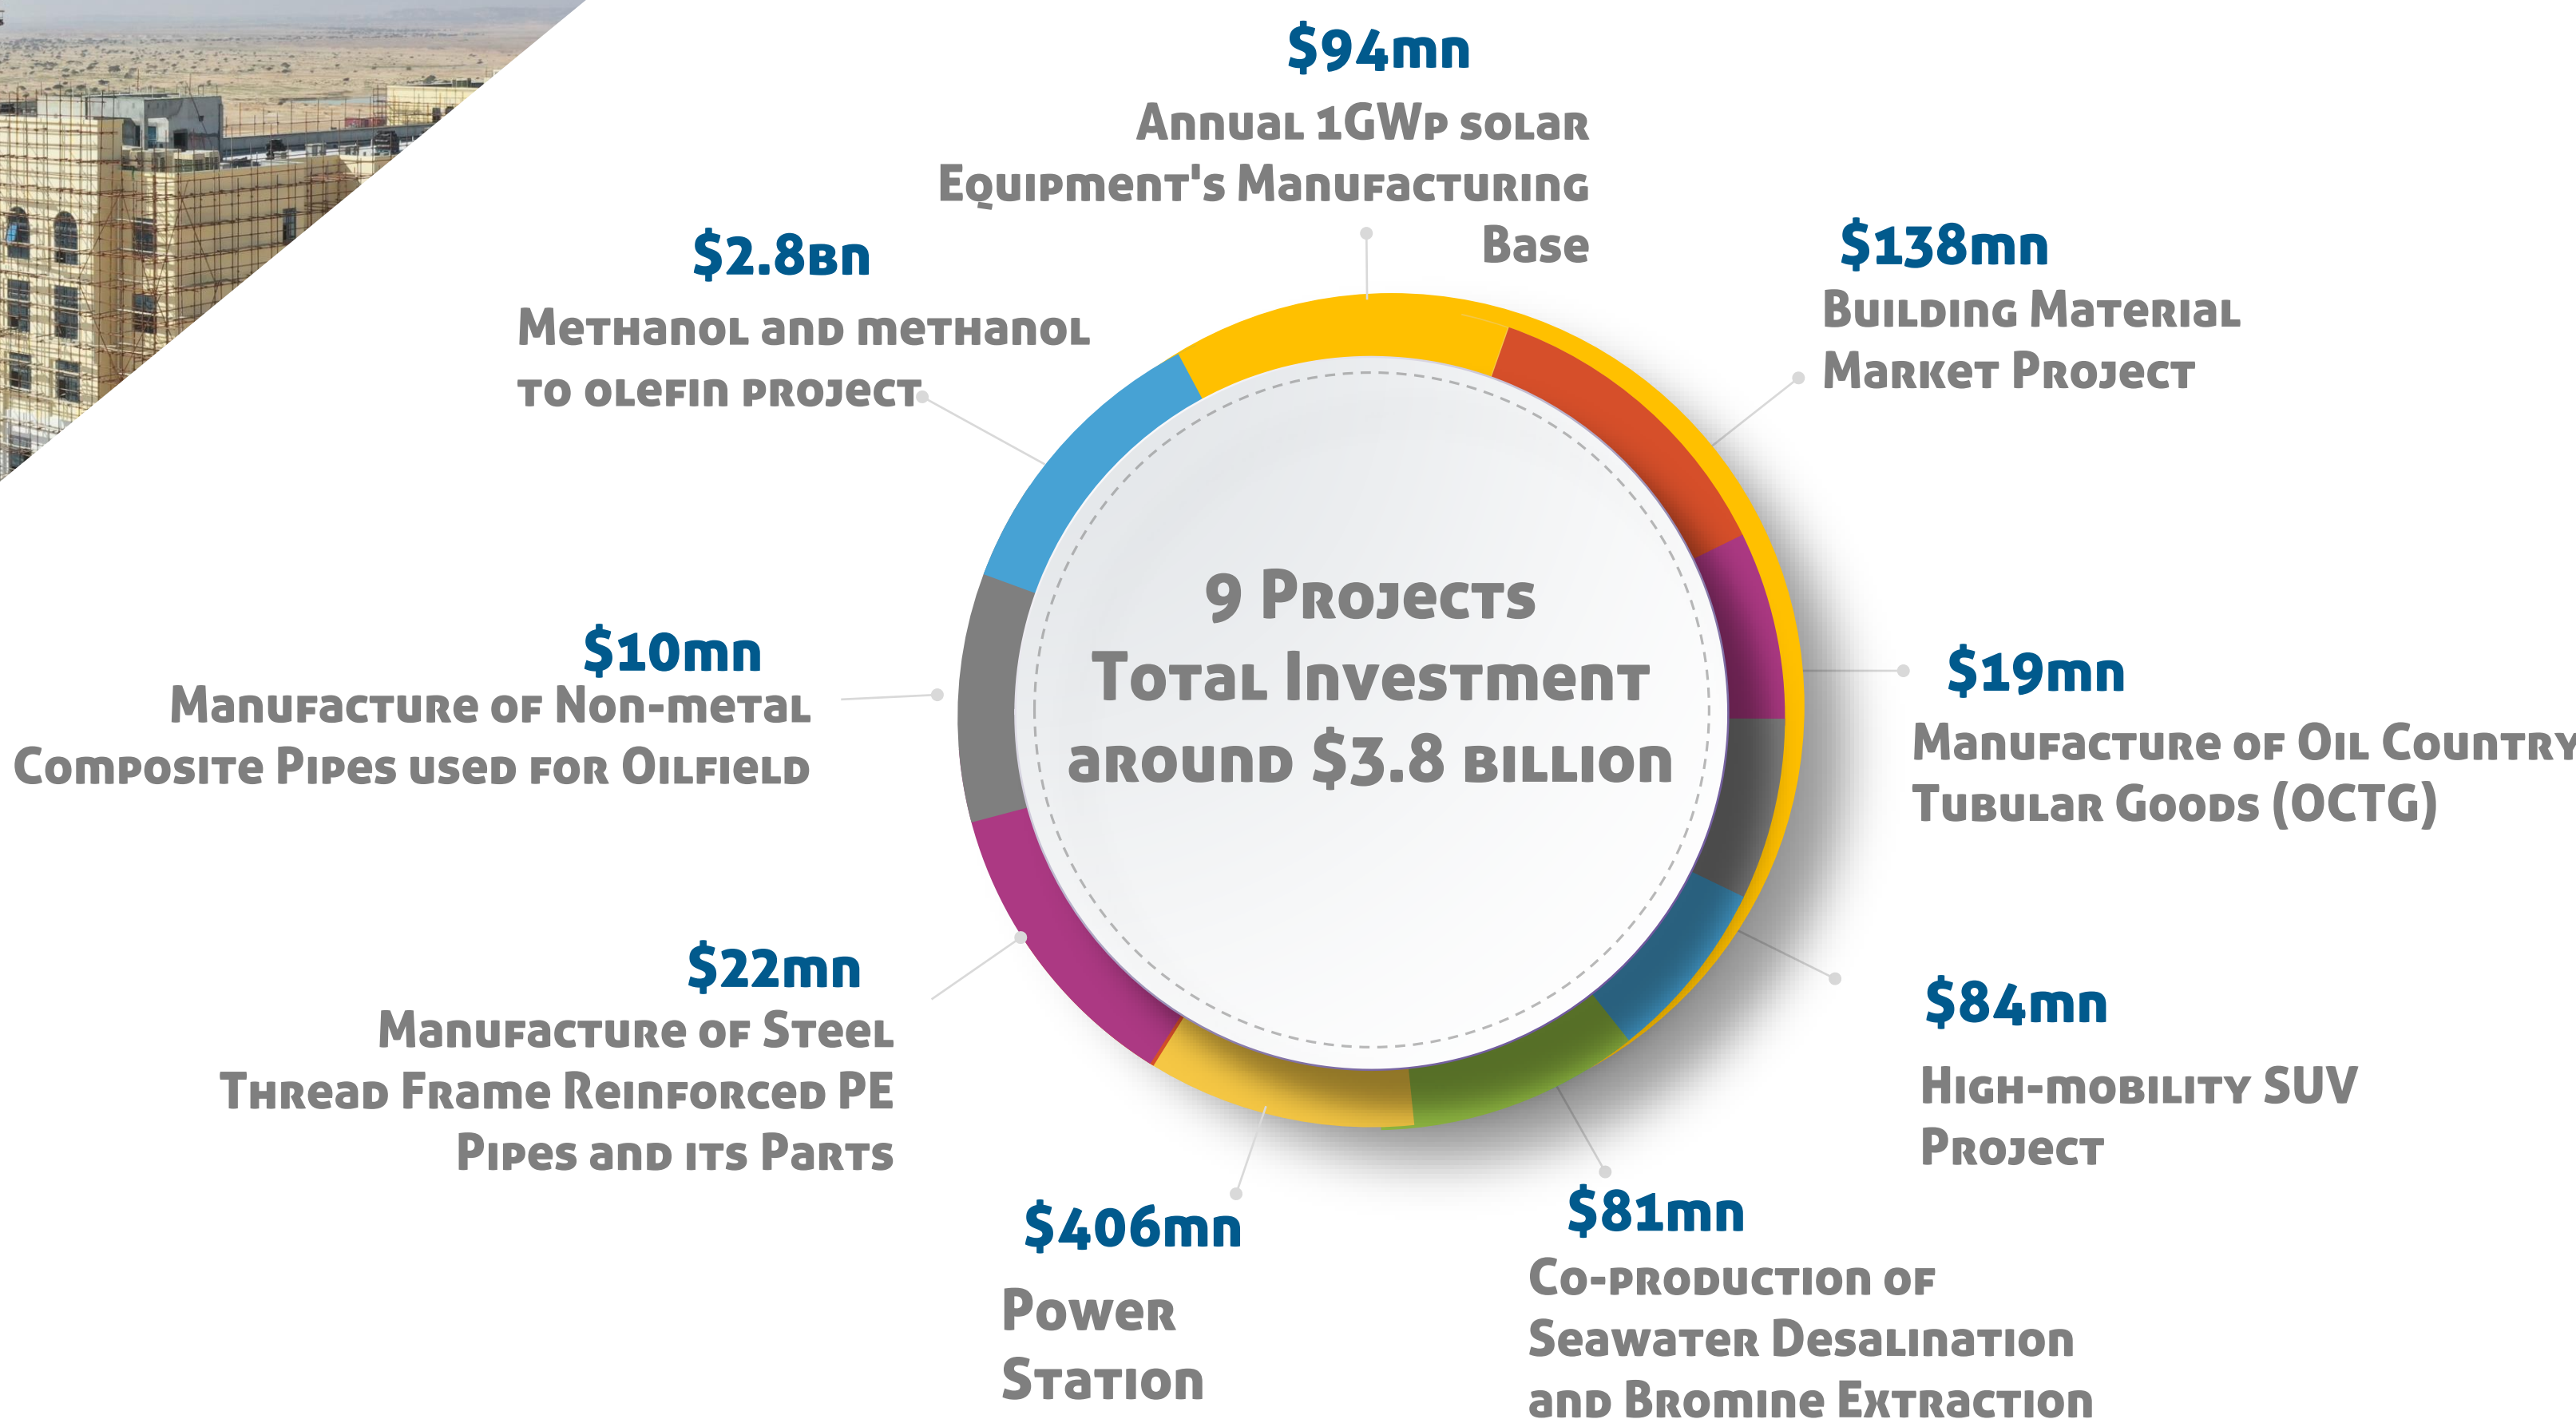 $94mn
Annual 1GWp solar
Equipment's Manufacturing
Base
$138mn
Building Material
Market Project
$19mn
Manufacture of Oil Country
Tubular Goods (OCTG)
$84mn
High-mobility SUV
Project
$81mn
Co-production of
Seawater Desalination
and Bromine Extraction
$406mn
Power
Station
$22mn
Manufacture of Steel
Thread Frame Reinforced PE
Pipes and its Parts
$10mn
Manufacture of Non-metal
Composite Pipes used for Oilfield
$2.8bn
Methanol and methanol
to olefin project
9 Projects
Total Investment
around $3.8 billion